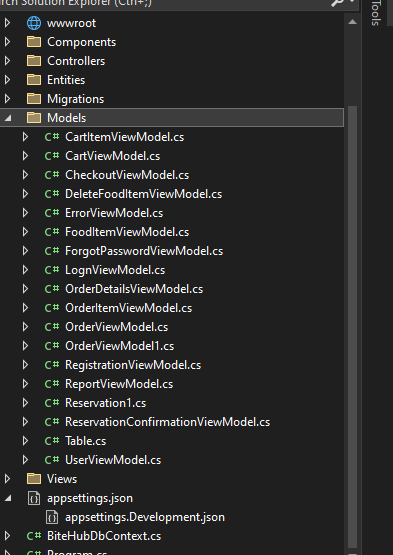 rch Solution Explorer (Ctrl+;)
Tools
wwwroot
Components
Controllers
Entities
Migrations
Models
C# CartItemViewModel.cs
C# CartViewModel.cs
C# CheckoutViewModel.cs
C# DeleteFoodItemViewModel.cs
C# ErrorViewModel.cs
C# FoodItemViewModel.cs
C# ForgotPasswordViewModel.cs
C# LognViewModel.cs
C# OrderDetailsViewModel.cs
C# OrderItemViewModel.cs
C# OrderViewModel.cs
C# OrderViewModel1.cs
C# RegistrationViewModel.cs
C# ReportViewModel.cs
C# Reservation1.cs
C# ReservationConfirmationViewModel.cs
C# Table.cs
C# UserViewModel.cs
Views
appsettings.json
appsettings.Development.json
C# BiteHubDbContext.cs
C# Program.cs